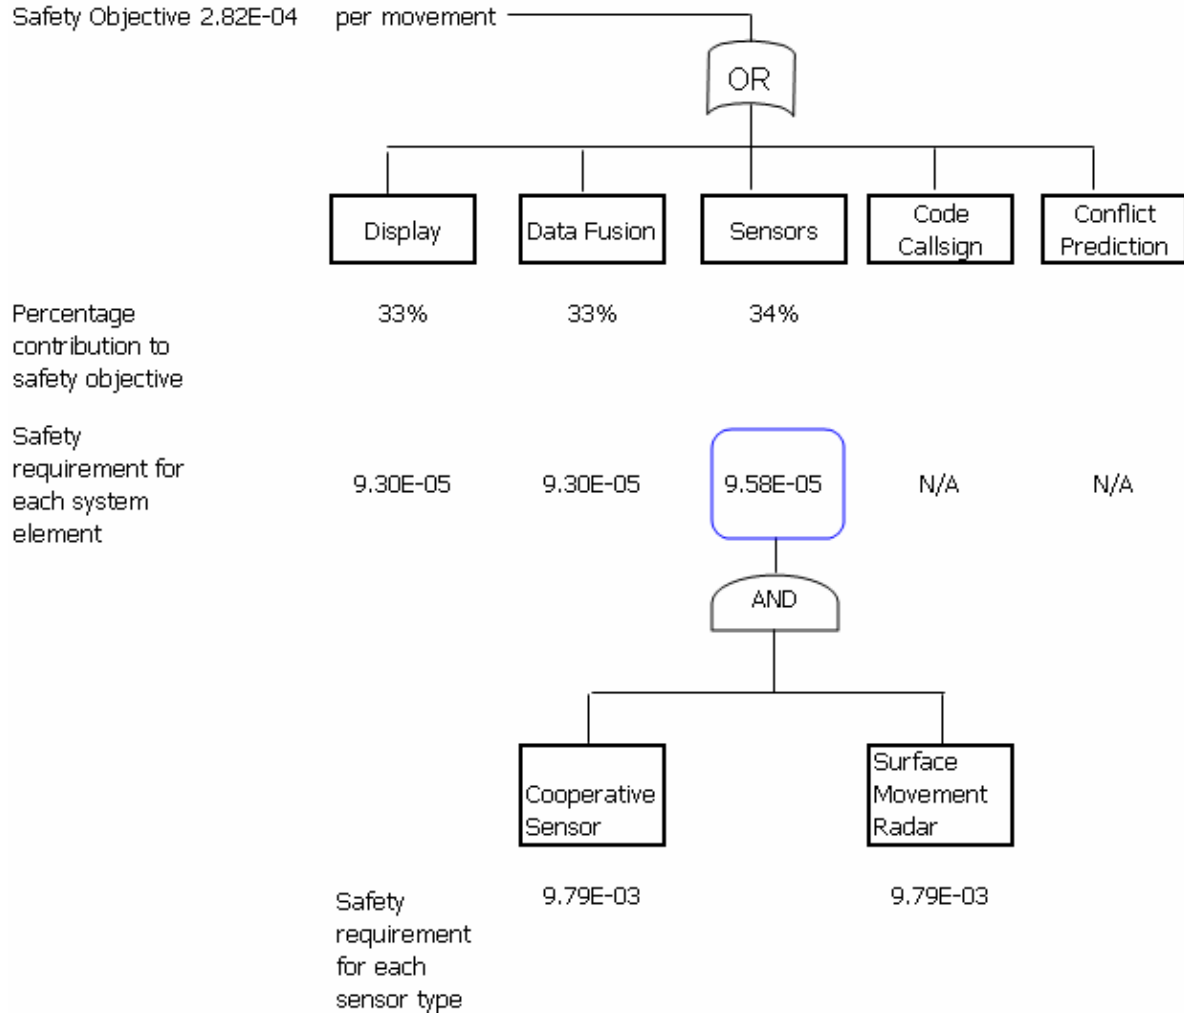 Safety Objective 2.82E-04 per movement
OR
Display
Data Fusion
Sensors
Code
Callsign
Conflict
Prediction
Percentage
contribution to
safety objective
33%
33%
34%
Safety
requirement for
each system
element
9.30E-05
9.30E-05
9.58E-05
N/A
N/A
AND
Cooperative
Sensor
Surface
Movement
Radar
Safety
requirement
for each
sensor type
9.79E-03
9.79E-03